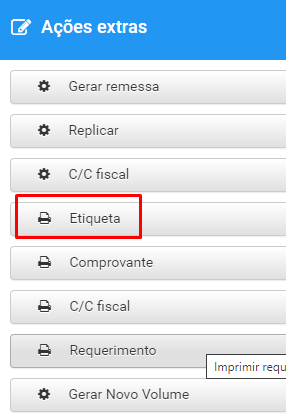 Ações extras
Gerar remessa
Replicar
C/C fiscal
Etiqueta
Comprovante
C/C fiscal
Requerimento
Imprimir requ
Gerar Novo Volume